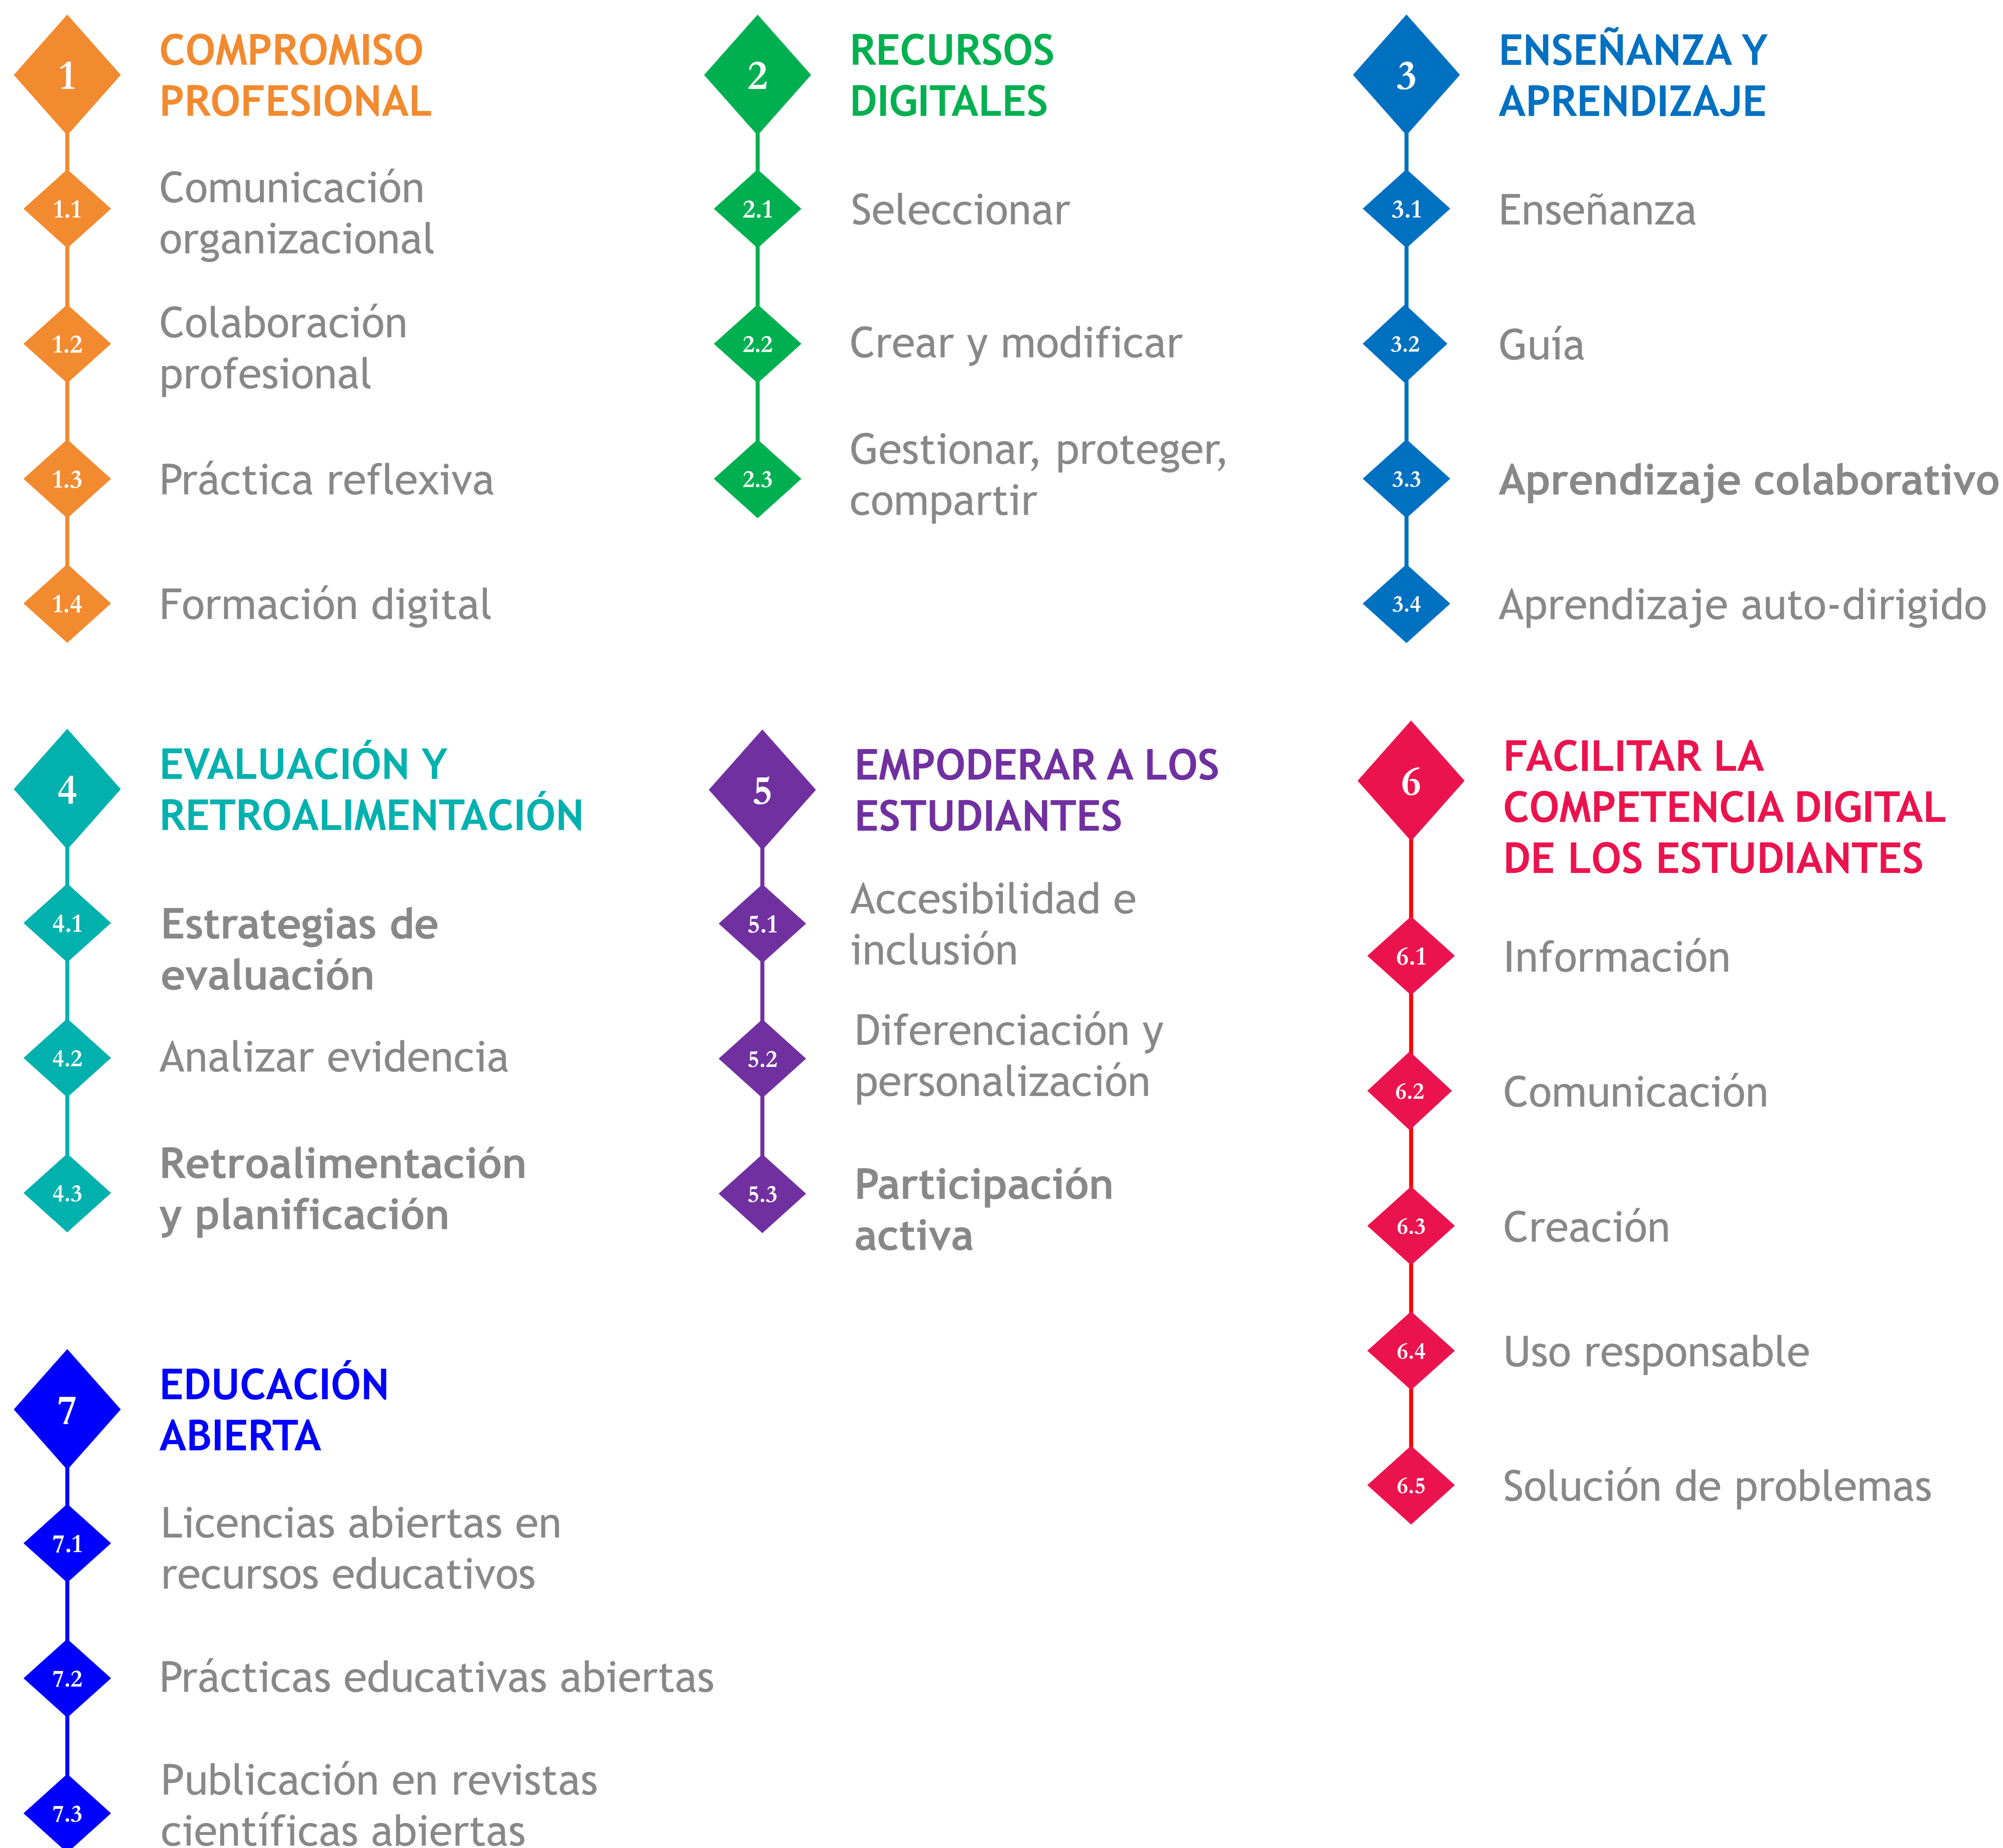 1
COMPROMISO
PROFESIONAL
1.1
Comunicación
organizacional
1.2
Colaboración
profesional
1.3
Práctica reflexiva
1.4
Formación digital
2
RECURSOS
DIGITALES
2.1
Seleccionar
2.2
Crear y modificar
2.3
Gestionar, proteger,
compartir
3
ENSEÑANZA Y
APRENDIZAJE
3.1
Enseñanza
3.2
Guía
3.3
Aprendizaje colaborativo
3.4
Aprendizaje auto-dirigido
4
EVALUACIÓN Y
RETROALIMENTACIÓN
4.1
Estrategias de
evaluación
4.2
Analizar evidencia
4.3
Retroalimentación
y planificación
5
EMPODERAR A LOS
ESTUDIANTES
5.1
Accesibilidad e
inclusión
5.2
Diferenciación y
personalización
5.3
Participación
activa
6
FACILITAR LA
COMPETENCIA DIGITAL
DE LOS ESTUDIANTES
6.1
Información
6.2
Comunicación
6.3
Creación
6.4
Uso responsable
6.5
Solución de problemas
7
EDUCACIÓN
ABIERTA
7.1
Licencias abiertas en
recursos educativos
7.2
Prácticas educativas abiertas
7.3
Publicación en revistas
científicas abiertas